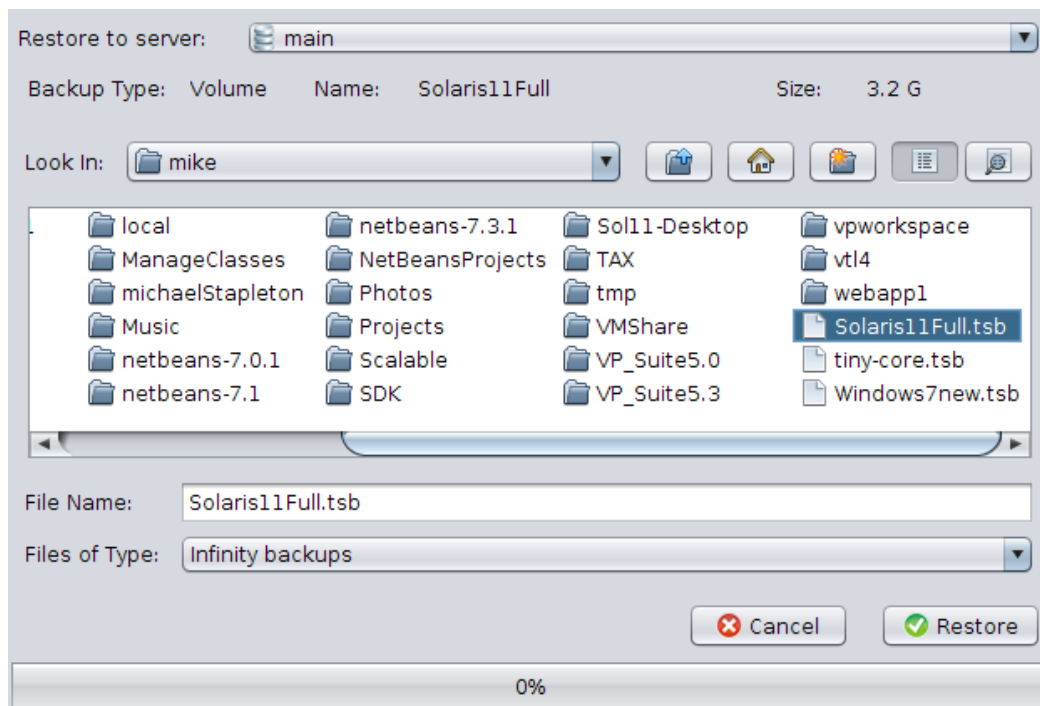 Restore to server: main
Backup Type: Volume Name: Solaris11Full Size: 3.2 G
Look In: mike
local netbeans-7.3.1 Sol11-Desktop vpworkspace
ManageClasses NetBeansProjects TAX vtl4
michaelStapleton Photos tmp webapp1
Music Projects VMShare Solaris11Full.tsb
netbeans-7.0.1 Scalable VP_Suite5.0 tiny-core.tsb
netbeans-7.1 SDK VP_Suite5.3 Windows7new.tsb
File Name: Solaris11Full.tsb
Files of Type: Infinity backups
Cancel Restore
0%